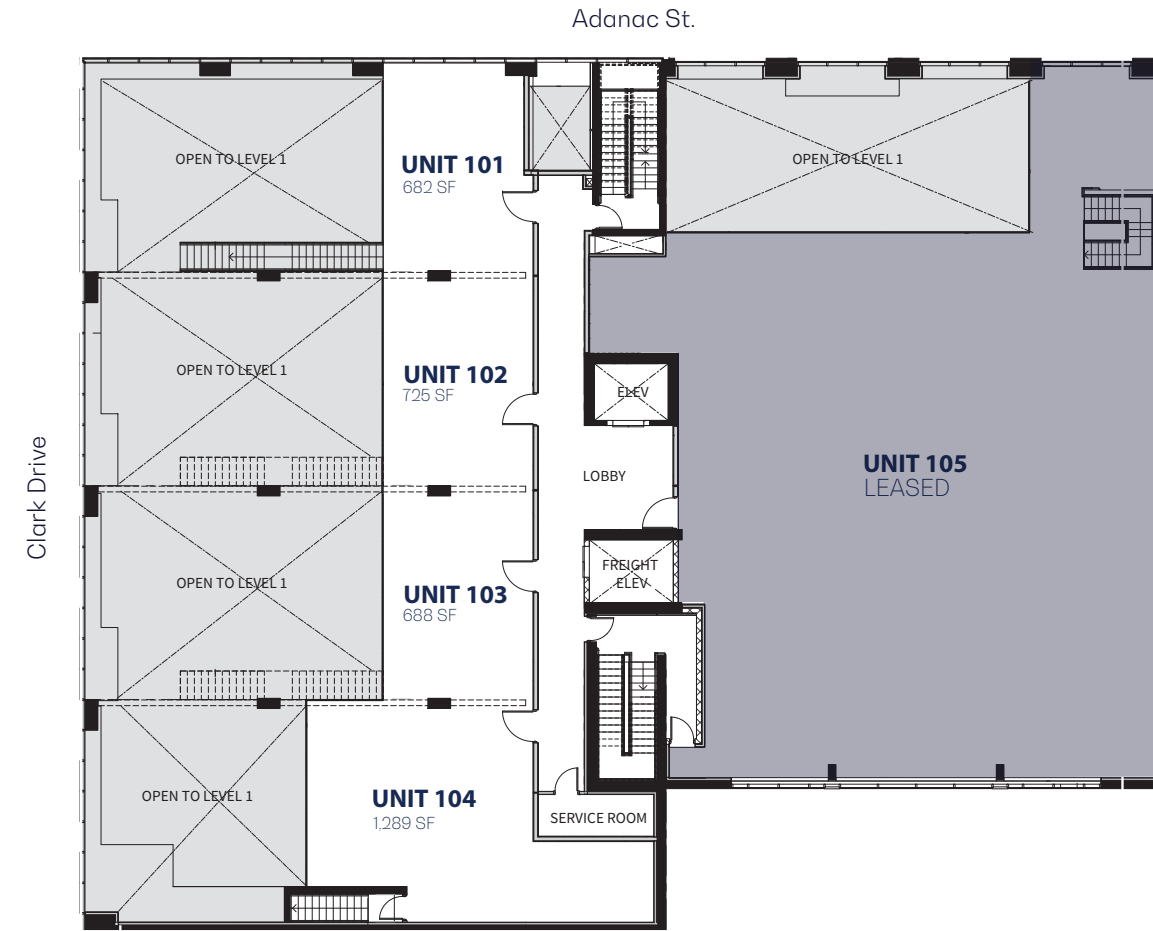 Adanac St.
OPEN TO LEVEL 1
UNIT 101
682 SF
OPEN TO LEVEL 1
OPEN TO LEVEL 1
UNIT 102
725 SF
ELEV
Clark Drive
LOBBY
UNIT 105
LEASED
OPEN TO LEVEL 1
UNIT 103
688 SF
FREIGHT
ELEV
OPEN TO LEVEL 1
UNIT 104
1,289 SF
SERVICE ROOM